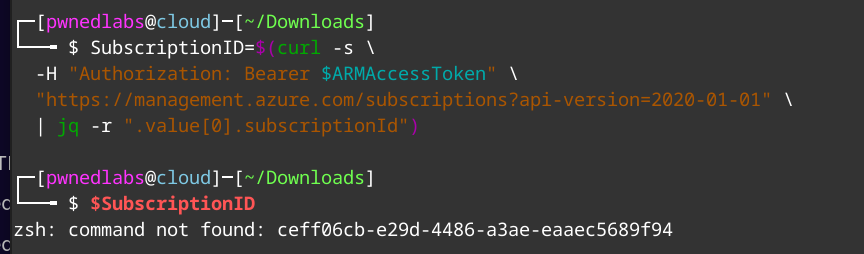 ┌─[pwnedlabs@cloud]─[~/Downloads]
└──╼ $ SubscriptionID=$(curl -s \
-H "Authorization: Bearer $ARMAccessToken" \
"https://management.azure.com/subscriptions?api-version=2020-01-01" \
| jq -r ".value[0].subscriptionId")
┌─[pwnedlabs@cloud]─[~/Downloads]
└──╼ $ $SubscriptionID
zsh: command not found: ceff06cb-e29d-4486-a3ae-eaaec5689f94